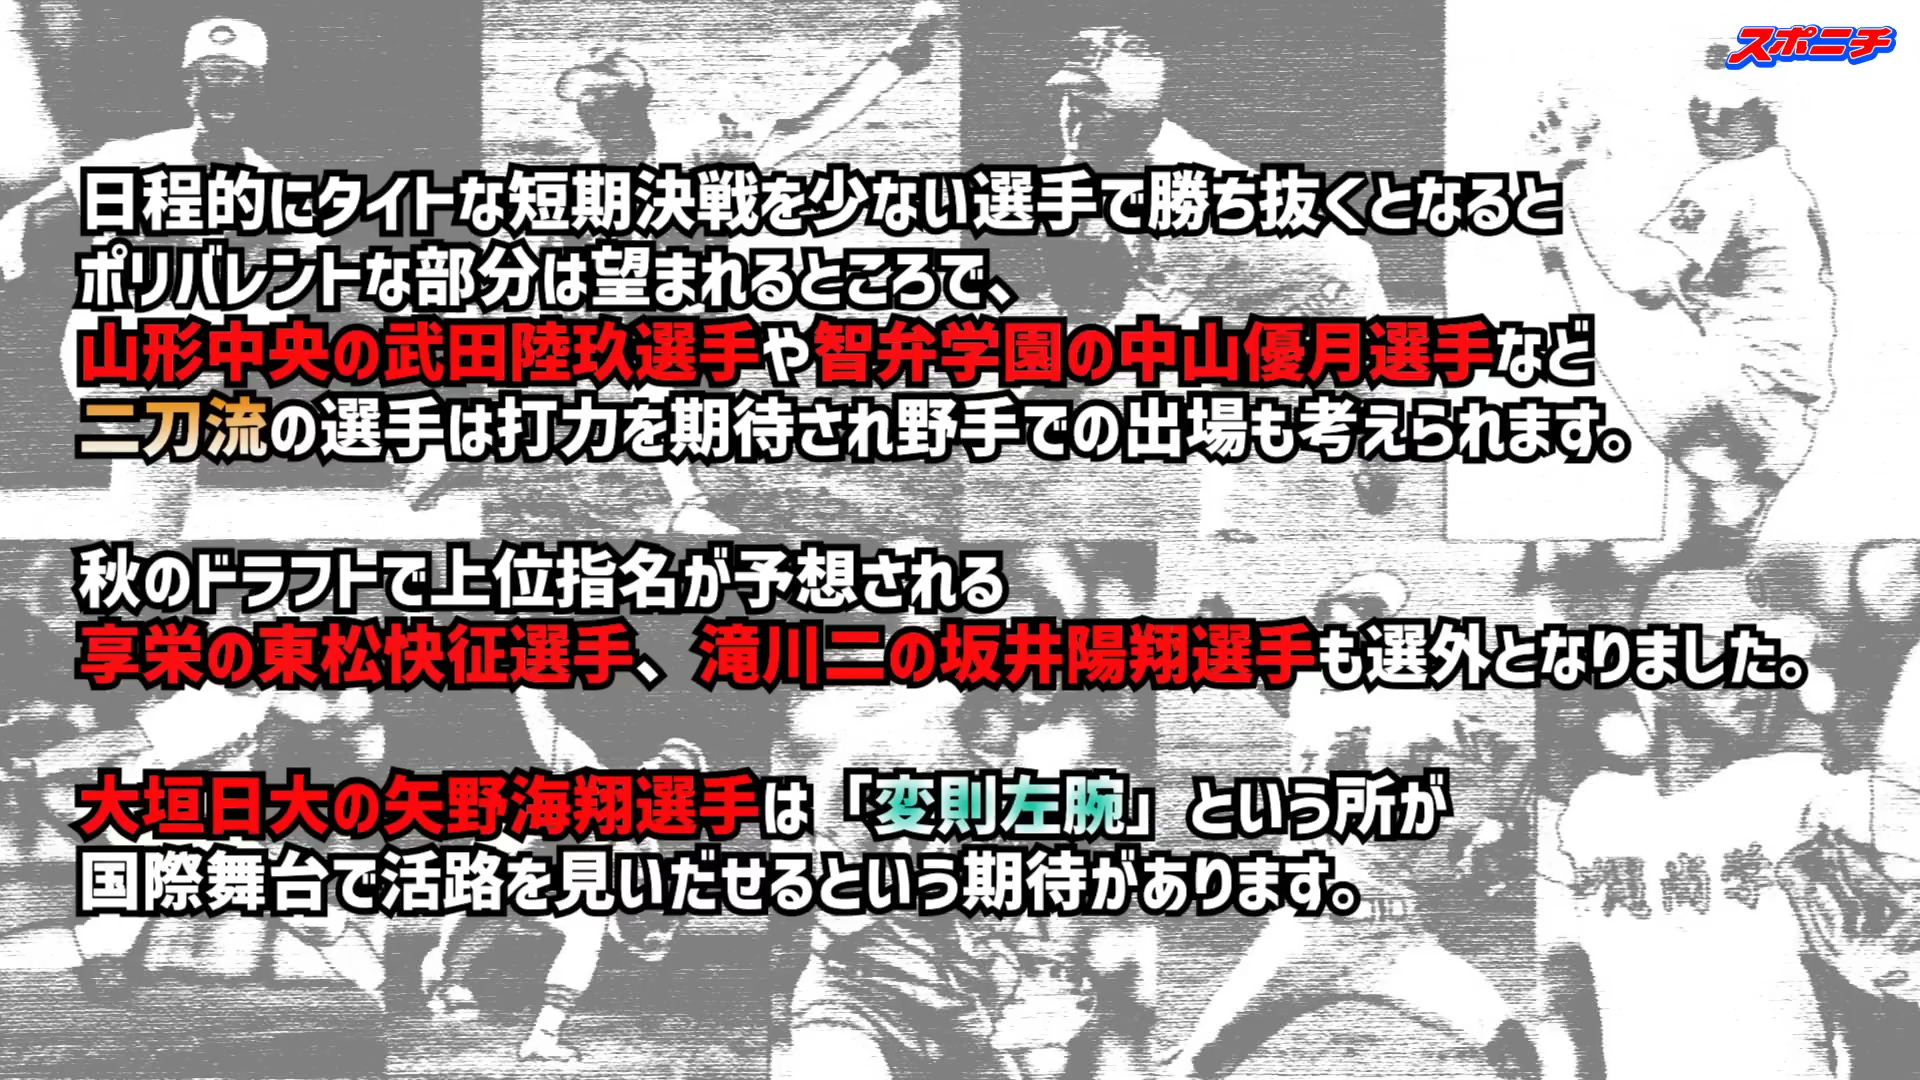 スポニチ
日程的にタイトな短期決戦を少ない選手で勝ち抜くとなると
ポリバレントな部分は望まれるところで、
山形中央の武田陸玖選手や智弁学園の中山優月選手など
二刀流の選手は打力を期待され野手での出場も考えられます。
秋のドラフトで上位指名が予想される
享栄の東松快征選手、滝川二の坂井陽翔選手も選外となりました。
大垣日大の矢野海翔選手は「変則左腕」という所が
国際舞台で活路を見いだせるという期待があります。